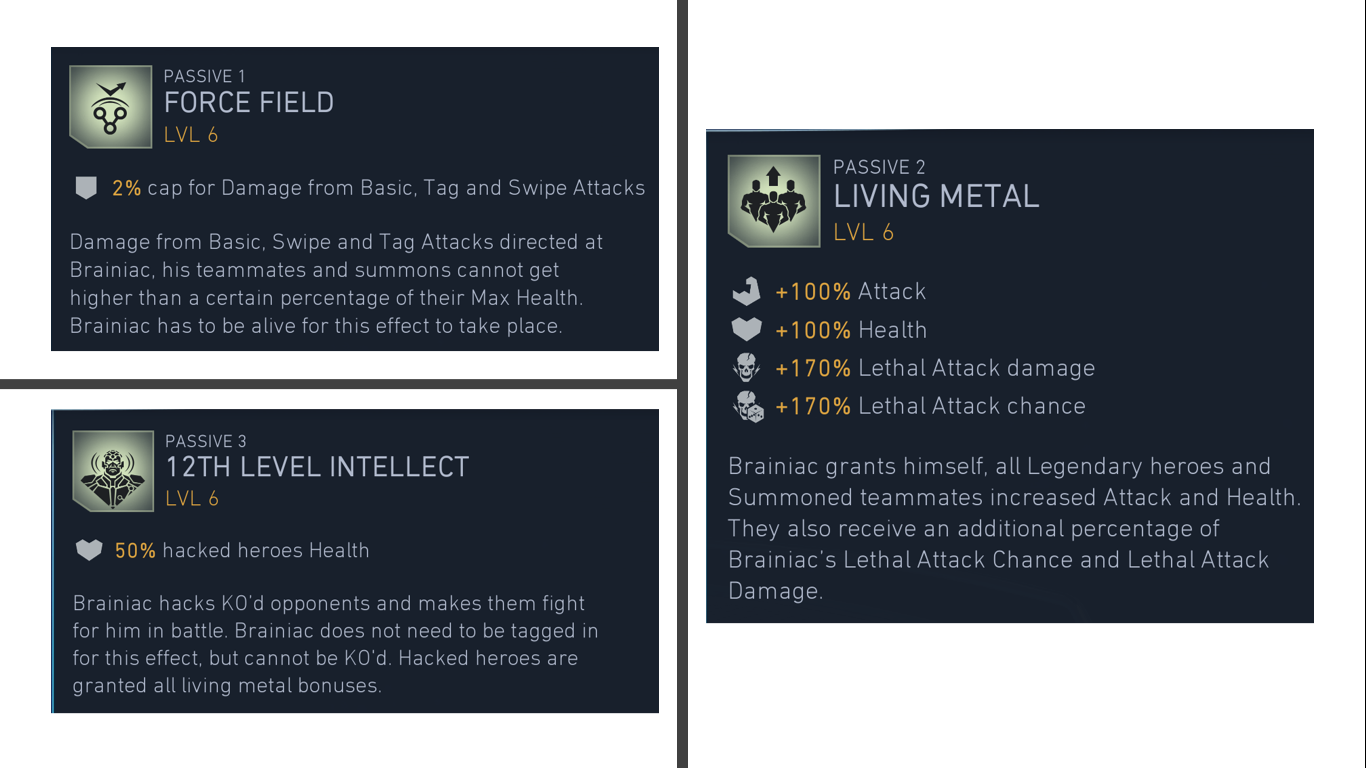 PASSIVE 1
FORCE FIELD
LVL 6
2% cap for Damage from Basic, Tag and Swipe Attacks
Damage from Basic, Swipe and Tag Attacks directed at
Brainiac, his teammates and summons cannot get
higher than a certain percentage of their Max Health.
Brainiac has to be alive for this effect to take place.
PASSIVE 3
12TH LEVEL INTELLECT
LVL 6
50% hacked heroes Health
Brainiac hacks KO'd opponents and makes them fight
for him in battle. Brainiac does not need to be tagged in
for this effect, but cannot be KO'd. Hacked heroes are
granted all living metal bonuses.
PASSIVE 2
LIVING METAL
LVL 6
+100% Attack
+100% Health
+170% Lethal Attack damage
+170% Lethal Attack chance
Brainiac grants himself, all Legendary heroes and
Summoned teammates increased Attack and Health.
They also receive an additional percentage of
Brainiac's Lethal Attack Chance and Lethal Attack
Damage.